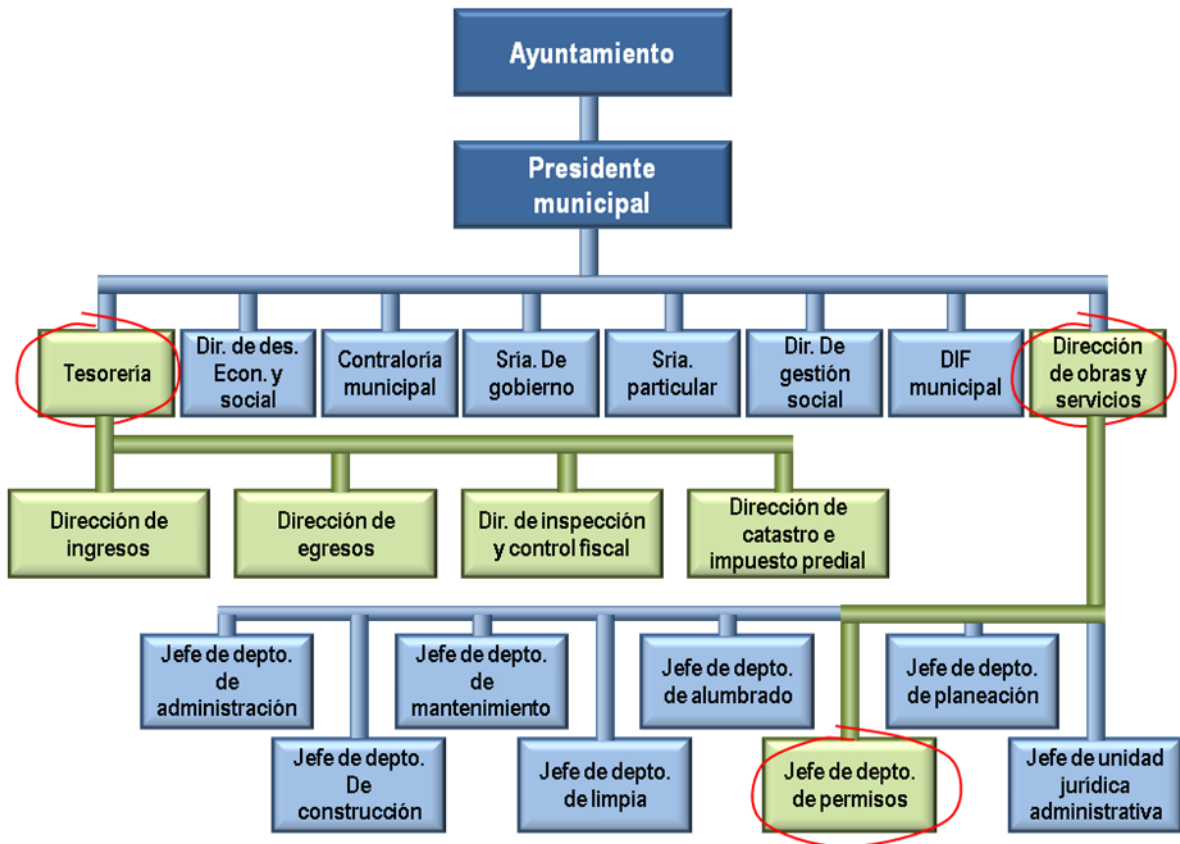 Ayuntamiento
Presidente
municipal
Tesorería
Dir. de des.
Econ. y
social
Contraloría
municipal
Sría. De
gobierno
Sria.
particular
Dir. De
gestión
social
DIF
municipal
Dirección
de obras y
servicios
Dirección de
ingresos
Dirección de
egresos
Dir. de inspección
y control fiscal
Dirección de
catastro e
impuesto predial
Jefe de depto.
de
administración
Jefe de depto.
de
mantenimiento
Jefe de depto.
de alumbrado
Jefe de depto.
de planeación
Jefe de depto.
De
construcción
Jefe de depto.
de limpia
Jefe de depto.
de permisos
Jefe de unidad
jurídica
administrativa